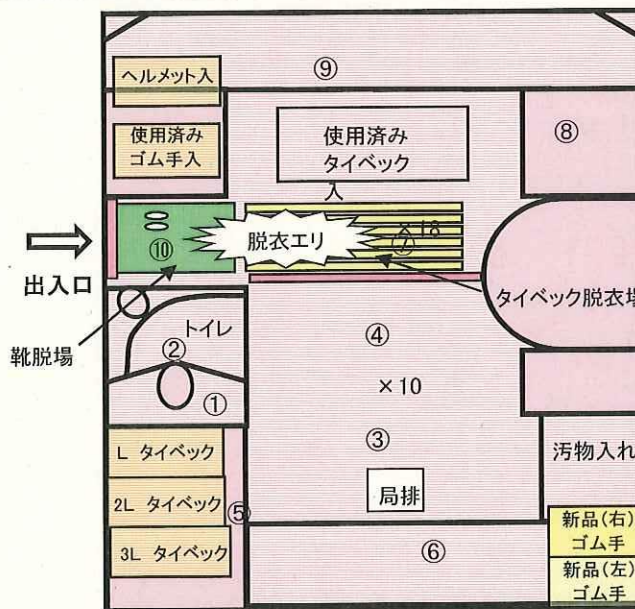 ⑨
ヘルメット入
使用済み
ゴム手入
使用済み
タイベック
入
⑧
脱衣エリ
×18
⑦
⑩
出入口
タイベック脱衣場
靴脱場
トイレ
②
①
④
×10
③
局排
L タイベック
2L タイベック
3L タイベック
⑤
⑥
汚物入れ
新品(右)
ゴム手
新品(左)
ゴム手